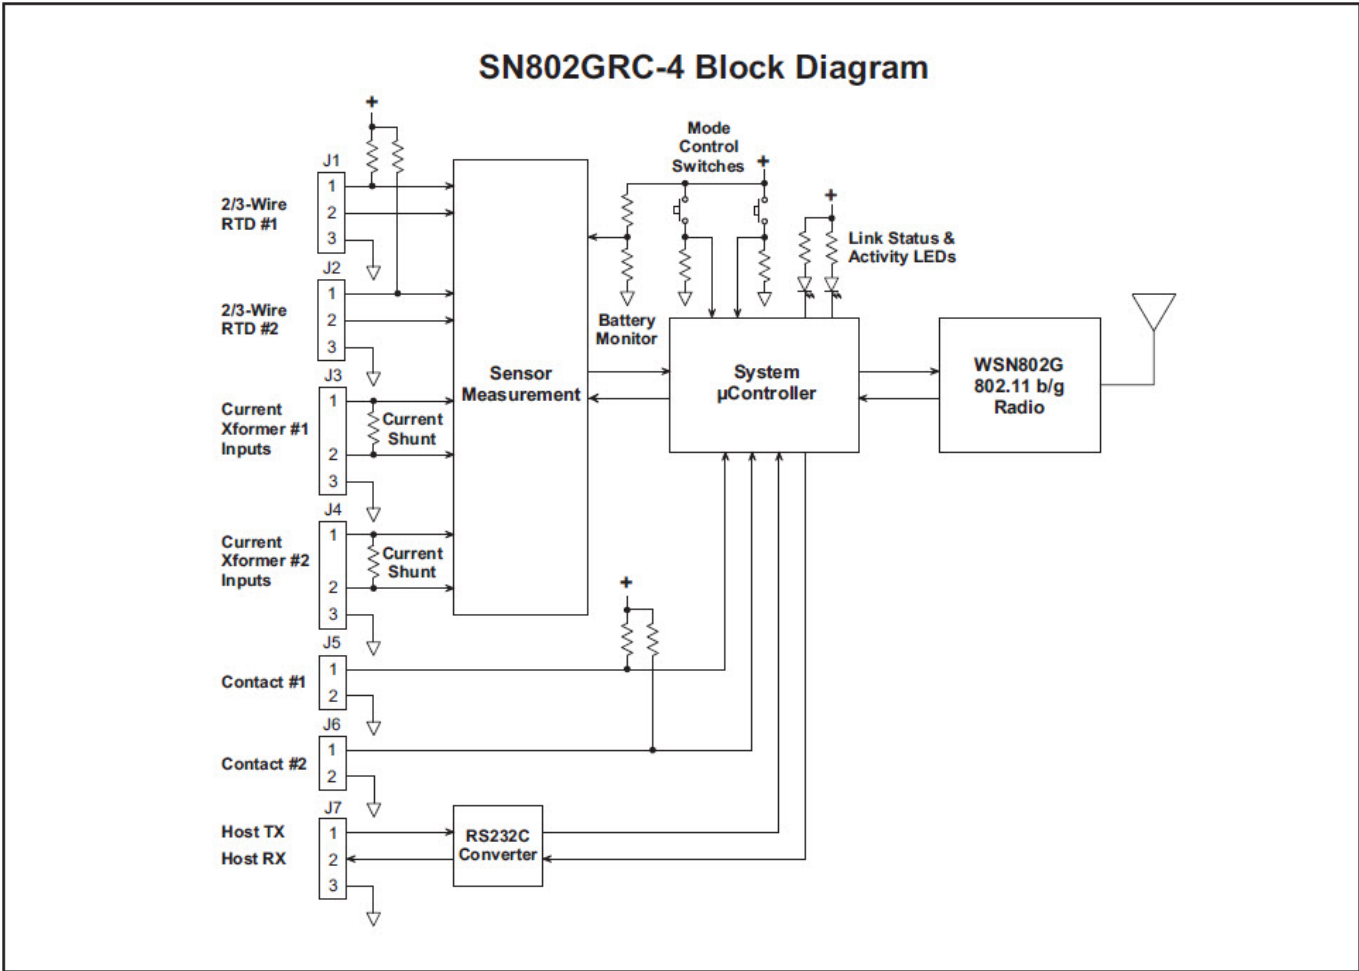 SN802GRC-4 Block Diagram
+
Mode
Control
Switches
+
+
J1
1
2
3
2/3-Wire
RTD #1
Link Status &
Activity LEDs
J2
1
2
3
2/3-Wire
RTD #2
Battery
Monitor
Sensor
Measurement
System
µController
WSN802G
802.11 b/g
Radio
J3
1
2
3
Current
Xformer #1
Inputs
Current
Shunt
J4
1
2
3
Current
Xformer #2
Inputs
Current
Shunt
+
J5
1
2
Contact #1
J6
1
2
Contact #2
J7
1
2
3
Host TX
Host RX
RS232C
Converter